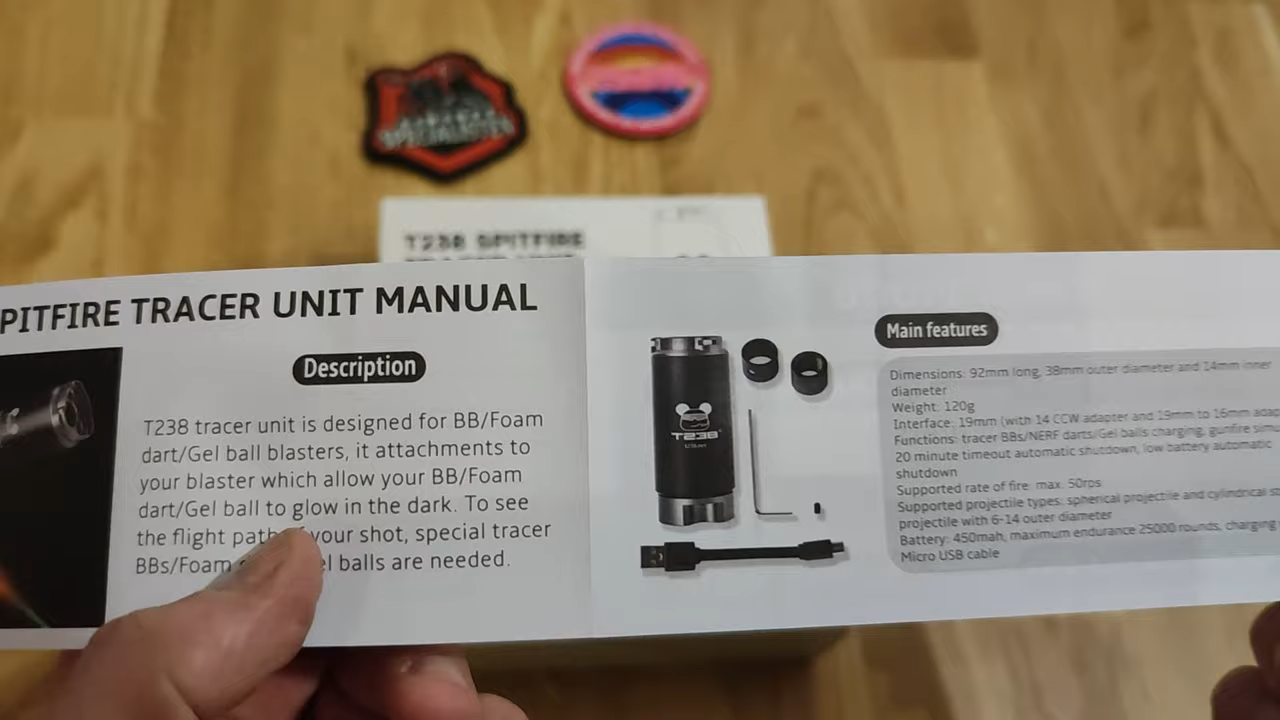 T238 SPITFIRE
TRACER UNIT
PITFIRE TRACER UNIT MANUAL
Description
T238 tracer unit is designed for BB/Foam
dart/Gel ball blasters, it attachments to
your blaster which allow your BB/Foam
dart/Gel ball to glow in the dark. To see
the flight path your shot, special tracer
BBs/Foam el balls are needed.
T238
Main features
Dimensions: 92mm long, 38mm outer diameter and 14mm inner
diameter
Weight: 120g
Interface: 19mm (with 14 CCW adapter and 19mm to 16mm adap
Functions: tracer BBs/NERF darts/Gel balls charging, gunfire simu
20 minute timeout automatic shutdown, low battery automatic
shutdown
Supported rate of fire: max. 50rps
Supported projectile types: spherical projectile and cylindrical s
projectile with 6-14 outer diameter
Battery: 450mah, maximum endurance 25000 rounds, charging
Micro USB cable